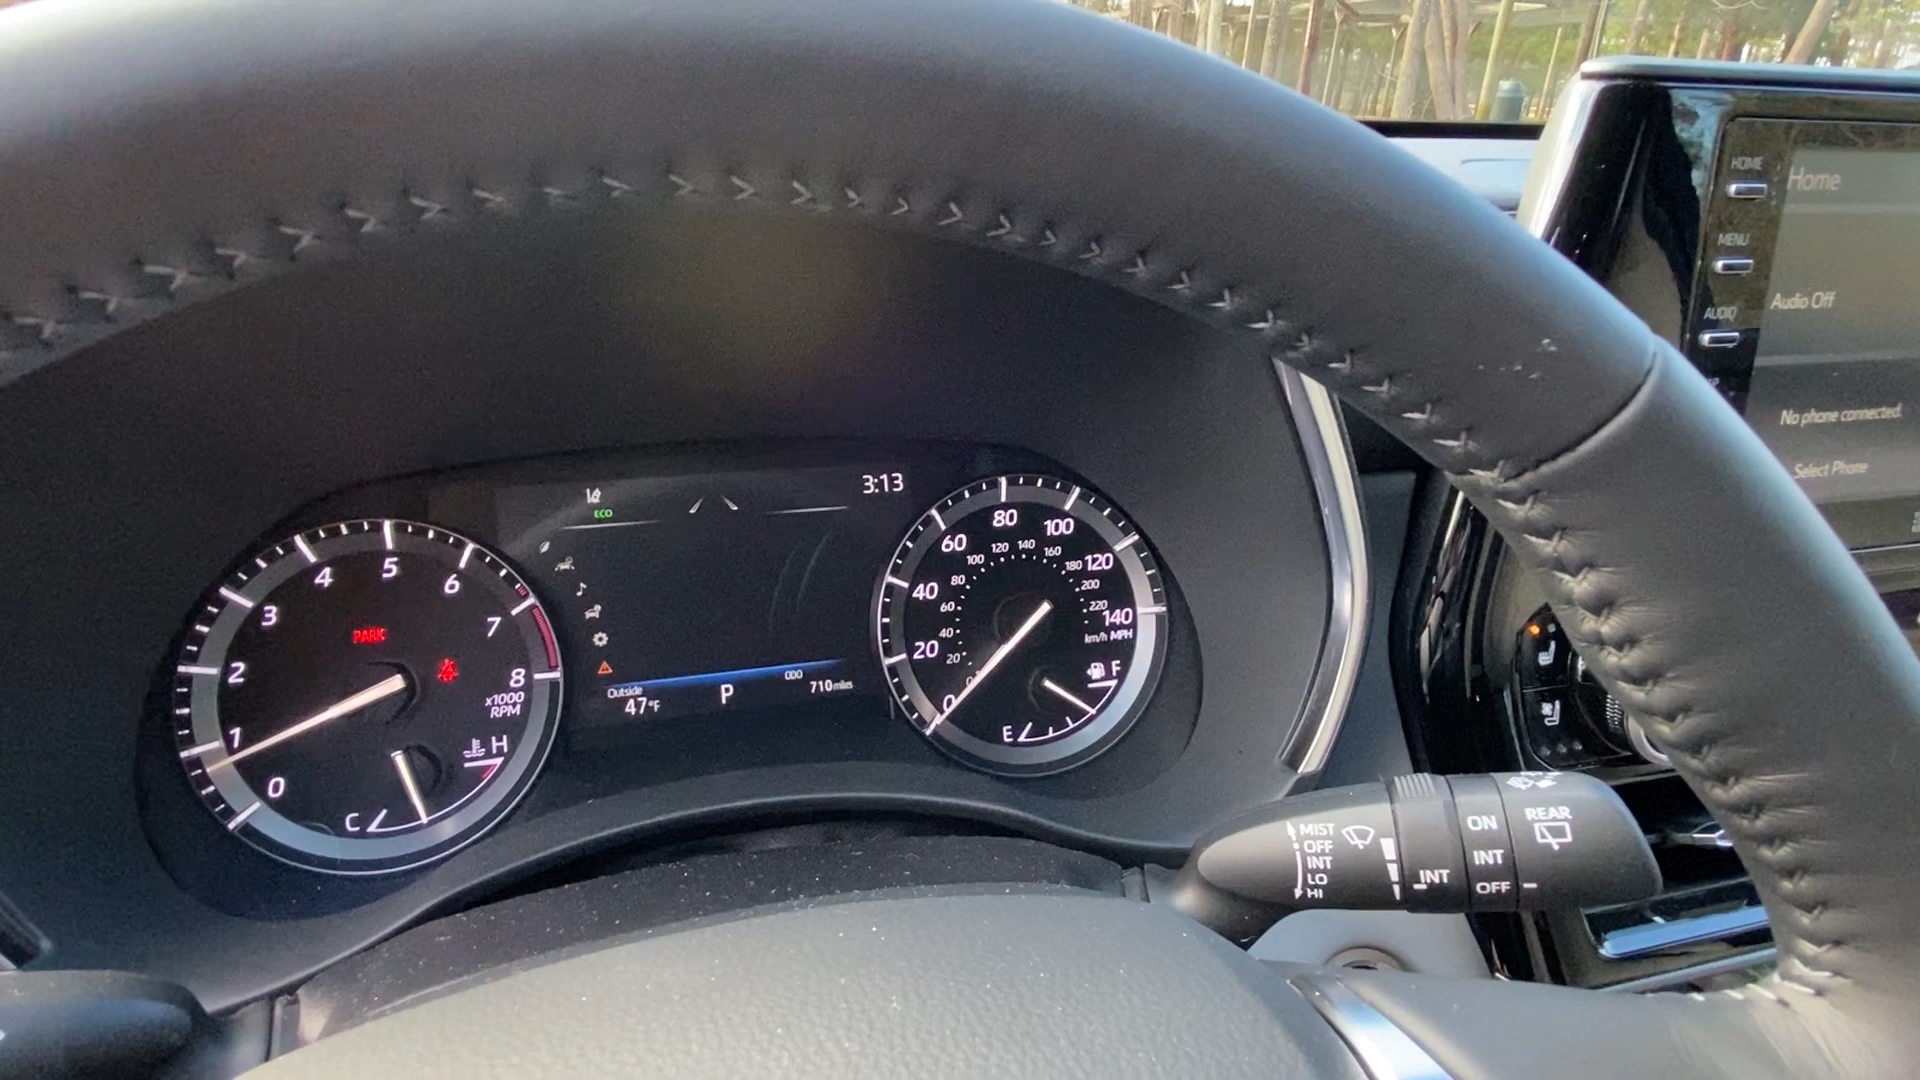 HOME
Home
MENU
Audio Off
AUDIO
No phone connected.
Select Phone
3:13
ECO
Outside
47°F
P
ODO
710 miles
0
1
2
3
4
5
6
7
8
x1000
RPM
PARK
H
C
0
20
40
60
80
100
120
140
km/h MPH
0
20
40
60
80
100
120
140
160
180
200
220
F
E
MIST
OFF
INT
LO
HI
INT
ON
INT
OFF
REAR